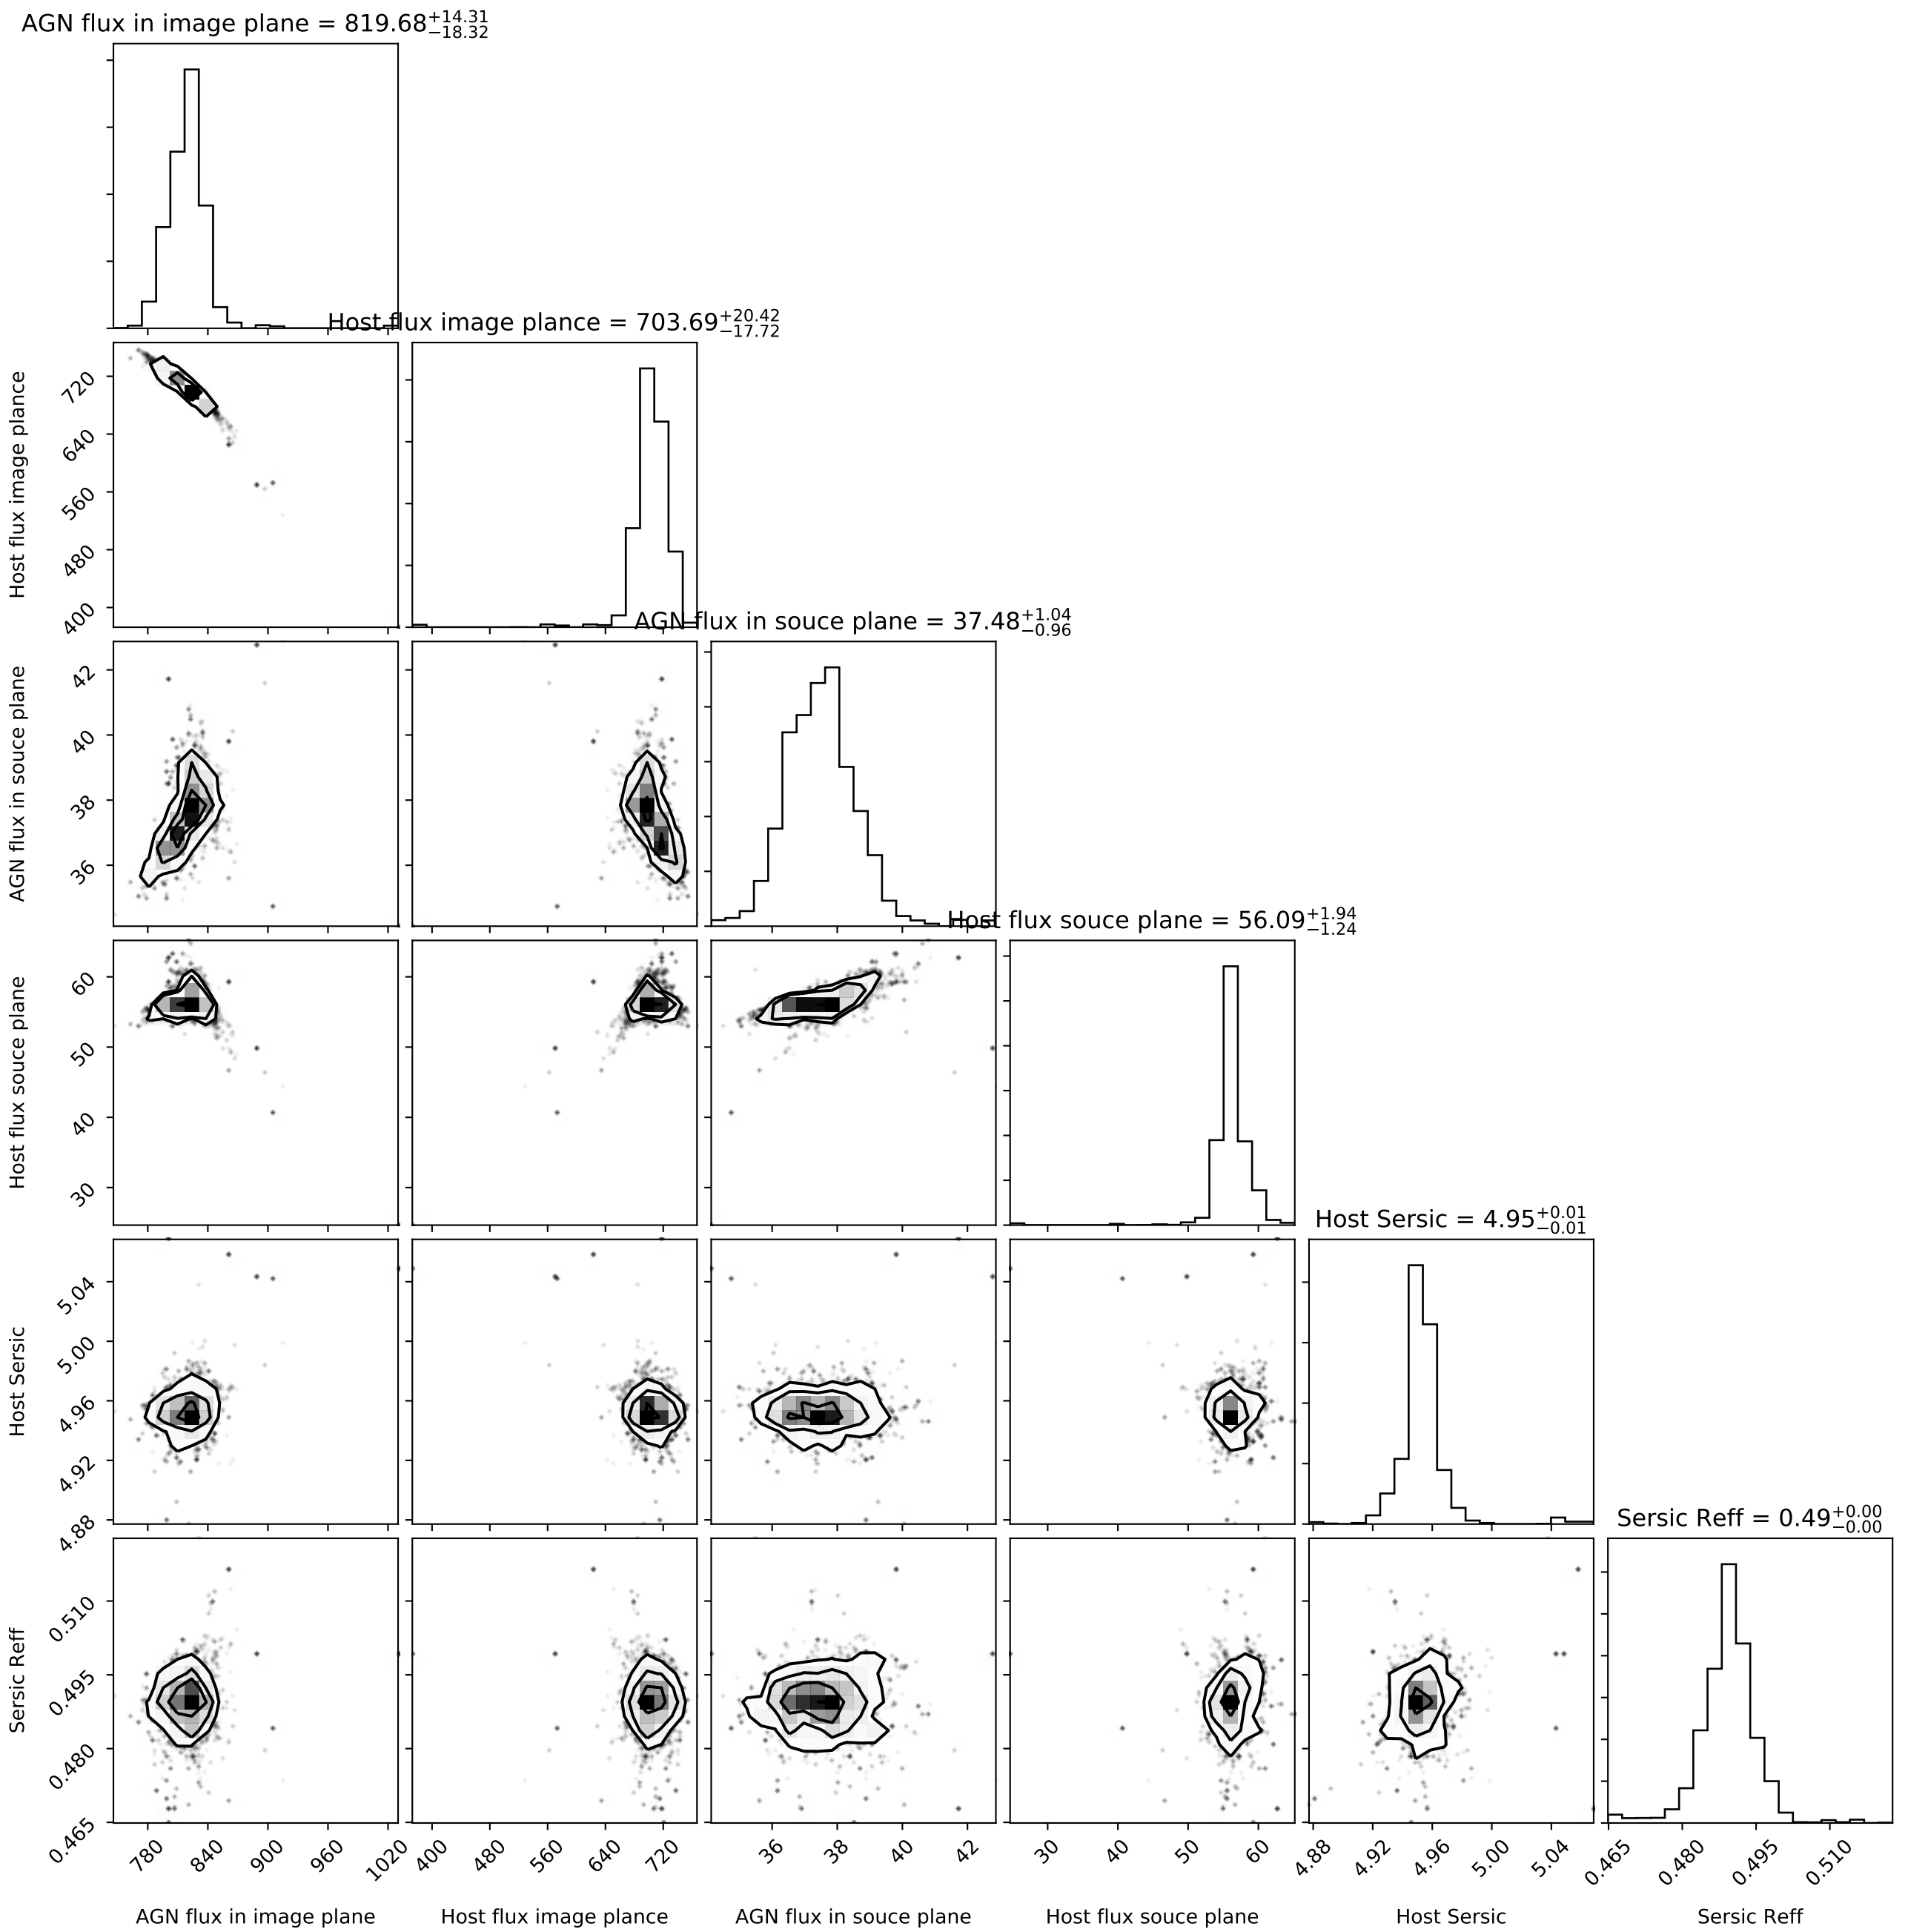 AGN flux in image plane = 819.68+14.31−18.32
Host flux image plance = 703.69+20.42−17.72
Host flux image plance
720
640
560
480
400
AGN flux in souce plane = 37.48+1.04−0.96
AGN flux in souce plane
42
40
38
36
Host flux souce plane = 56.09+1.94−1.24
Host flux souce plane
60
50
40
30
Host Sersic = 4.95+0.01−0.01
Host Sersic
5.04
5.00
4.96
4.92
4.88
Sersic Reff = 0.49+0.00−0.00
Sersic Reff
0.510
0.495
0.480
0.465
780 840 900 960 1020 400 480 560 640 720 36 38 40 42 30 40 50 60 4.88 4.92 4.96 5.00 5.04 0.465 0.480 0.495 0.510
AGN flux in image plane Host flux image plance AGN flux in souce plane Host flux souce plane Host Sersic Sersic Reff